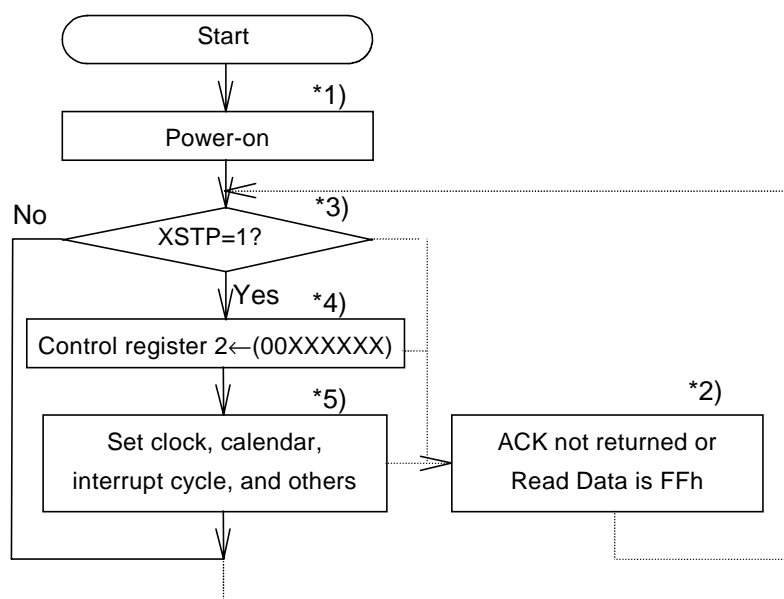 Start
*1)
Power-on
*3)
No
XSTP=1?
Yes
*4)
Control register 2←(00XXXXXX)
*5)
Set clock, calendar,
interrupt cycle, and others
*2)
ACK not returned or
Read Data is FFh